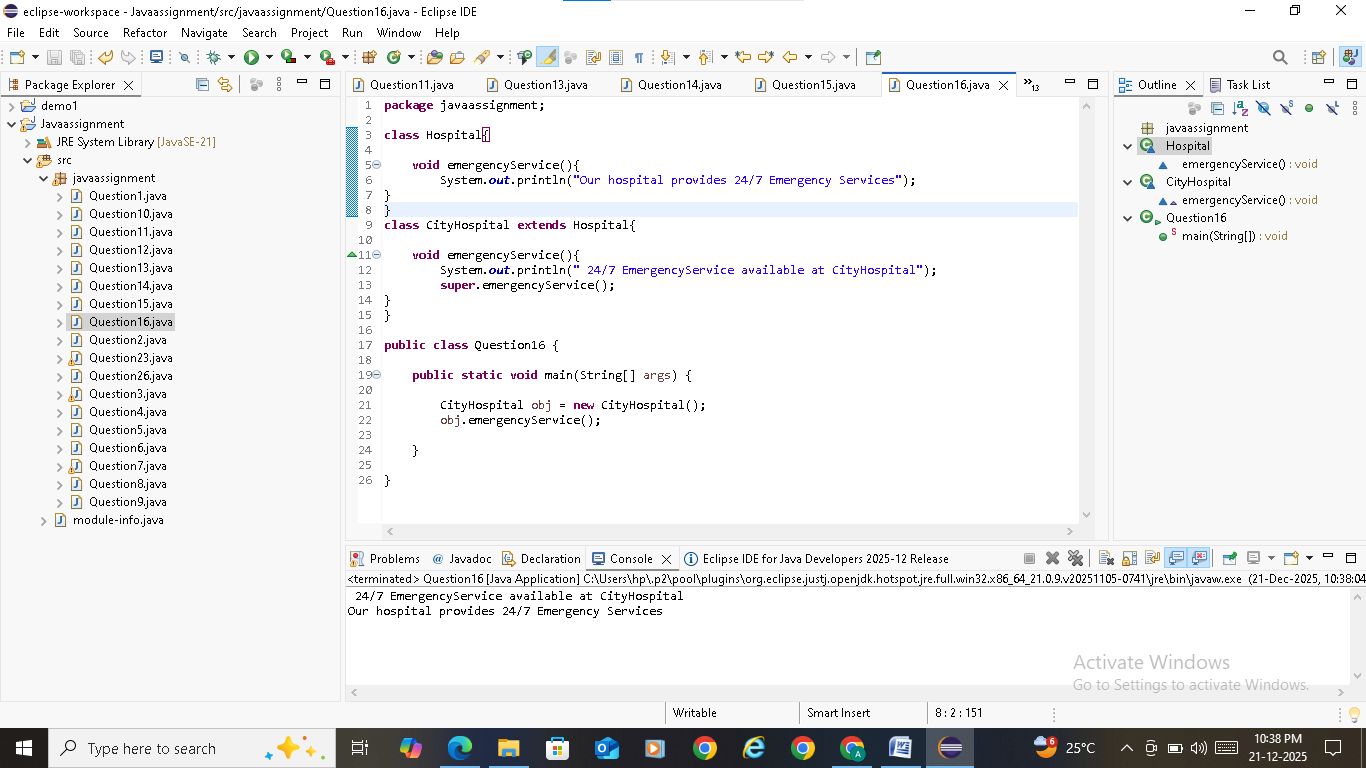 eclipse-workspace - Javaassignment/src/javaassignment/Question16.java - Eclipse IDE
File Edit Source Refactor Navigate Search Project Run Window Help
Package Explorer
demo1
Javaassignment
JRE System Library [JavaSE-21]
src
javaassignment
Question1.java
Question10.java
Question11.java
Question12.java
Question13.java
Question14.java
Question15.java
Question16.java
Question2.java
Question23.java
Question26.java
Question3.java
Question4.java
Question5.java
Question6.java
Question7.java
Question8.java
Question9.java
module-info.java
Question11.java Question13.java Question14.java Question15.java Question16.java »13
1 package javaassignment;
2
3 class Hospital{
4
5 void emergencyService(){
6 System.out.println("Our hospital provides 24/7 Emergency Services");
7 }
8 }
9 class CityHospital extends Hospital{
10
11 void emergencyService(){
12 System.out.println(" 24/7 EmergencyService available at CityHospital");
13 super.emergencyService();
14 }
15 }
16
17 public class Question16 {
18
19 public static void main(String[] args) {
20
21 CityHospital obj = new CityHospital();
22 obj.emergencyService();
23
24 }
25
26 }
Outline Task List
javaassignment
Hospital
emergencyService() : void
CityHospital
emergencyService() : void
Question16
main(String[]) : void
Problems Javadoc Declaration Console Eclipse IDE for Java Developers 2025-12 Release
<terminated> Question16 [Java Application] C:\Users\hp\.p2\pool\plugins\org.eclipse.justj.openjdk.hotspot.jre.full.win32.x86_64_21.0.9.v20251105-0741\jre\bin\javaw.exe (21-Dec-2025, 10:38:04
24/7 EmergencyService available at CityHospital
Our hospital provides 24/7 Emergency Services
Activate Windows
Go to Settings to activate Windows.
Writable Smart Insert 8 : 2 : 151
Type here to search
6 25°C
10:38 PM
21-12-2025